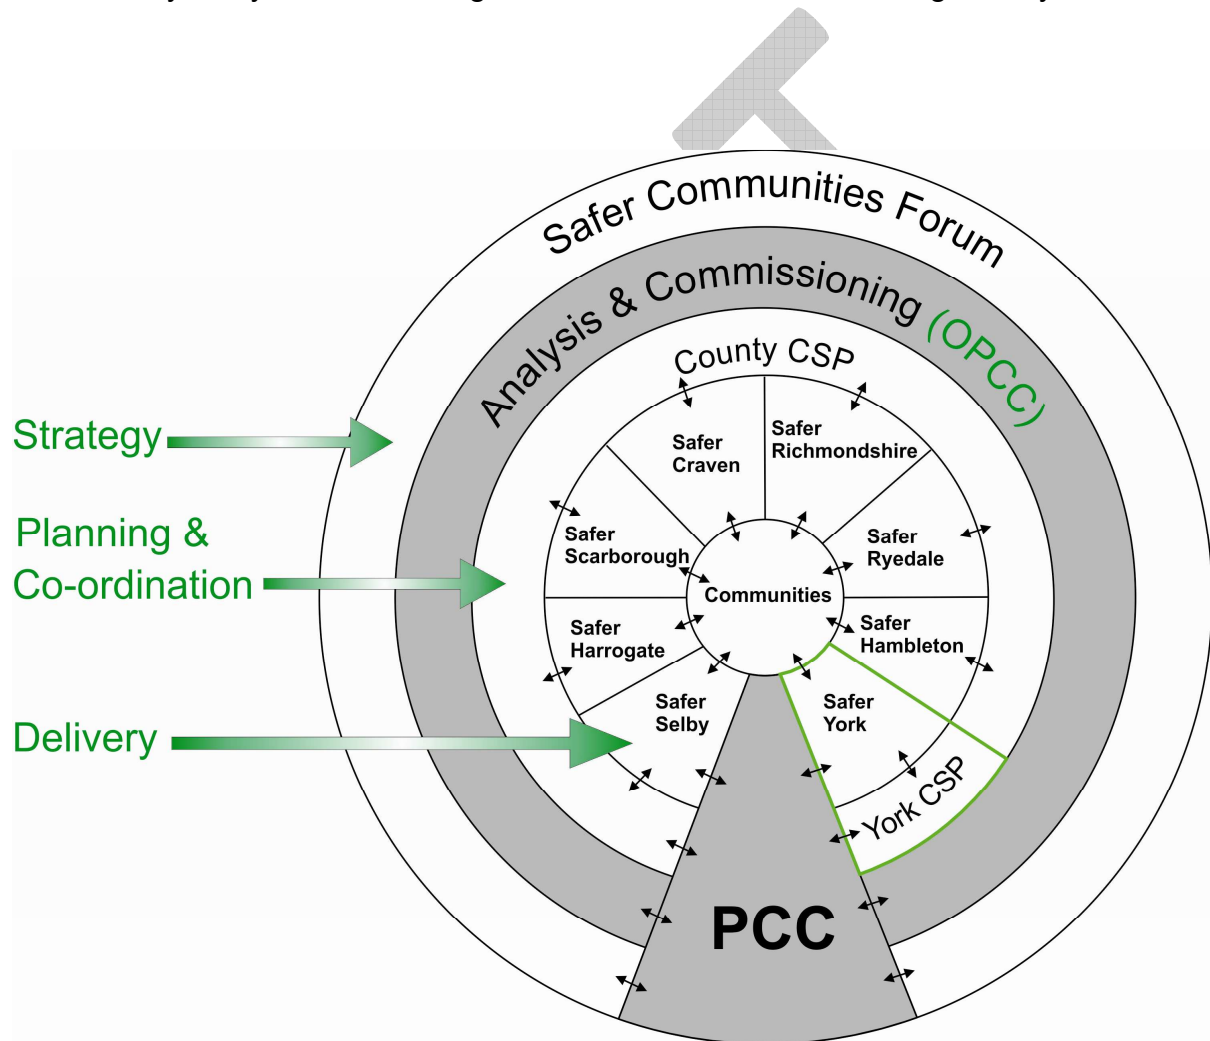 Safer Communities Forum
Analysis & Commissioning (OPCC)
County CSP
Strategy
Safer
Craven
Safer
Richmondshire
Planning &
Co-ordination
Safer
Scarborough
Safer
Ryedale
Communities
Safer
Harrogate
Safer
Hambleton
Delivery
Safer
Selby
Safer
York
York CSP
PCC